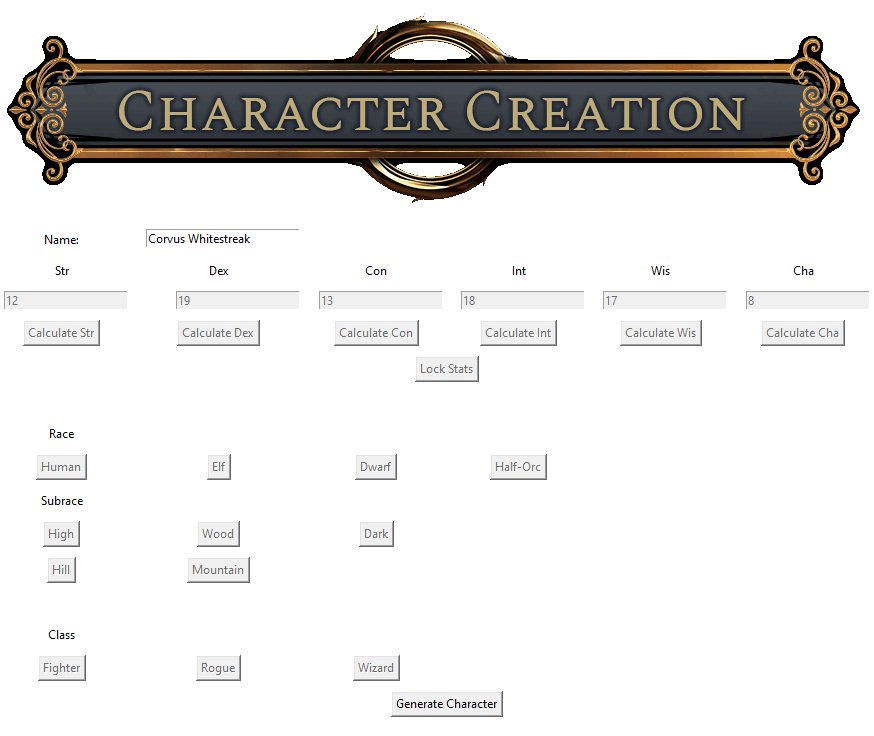 CHARACTER CREATION
Name: Corvus Whitestreak
Str Dex Con Int Wis Cha
12 19 13 18 17 8
Calculate Str Calculate Dex Calculate Con Calculate Int Calculate Wis Calculate Cha
Lock Stats
Race
Human Elf Dwarf Half-Orc
Subrace
High Wood Dark
Hill Mountain
Class
Fighter Rogue Wizard
Generate Character